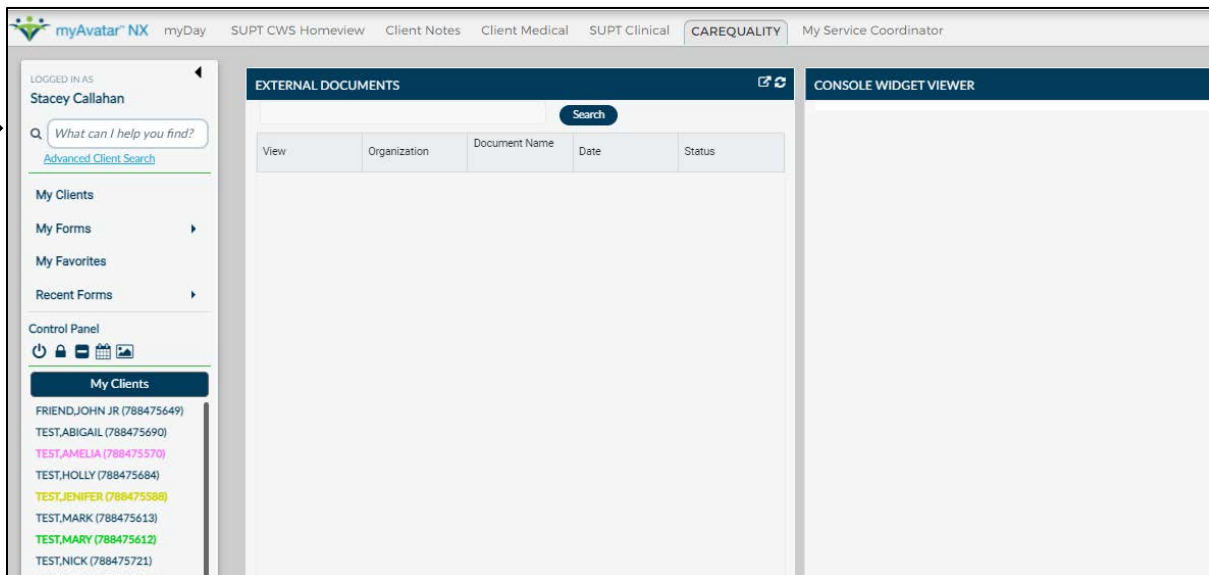 myAvatar™ NX myDay SUPT CWS Homeview Client Notes Client Medical SUPT Clinical CAREQUALITY My Service Coordinator
LOGGED IN AS
Stacey Callahan
What can I help you find?
Advanced Client Search
My Clients
My Forms
My Favorites
Recent Forms
Control Panel
My Clients
FRIEND,JOHN JR (788475649)
TEST,ABIGAIL (788475690)
TEST,AMELIA (788475570)
TEST,HOLLY (788475684)
TEST,JENIFER (788475588)
TEST,MARK (788475613)
TEST,MARY (788475612)
TEST,NICK (788475721)
EXTERNAL DOCUMENTS
Search
View Organization Document Name Date Status
CONSOLE WIDGET VIEWER